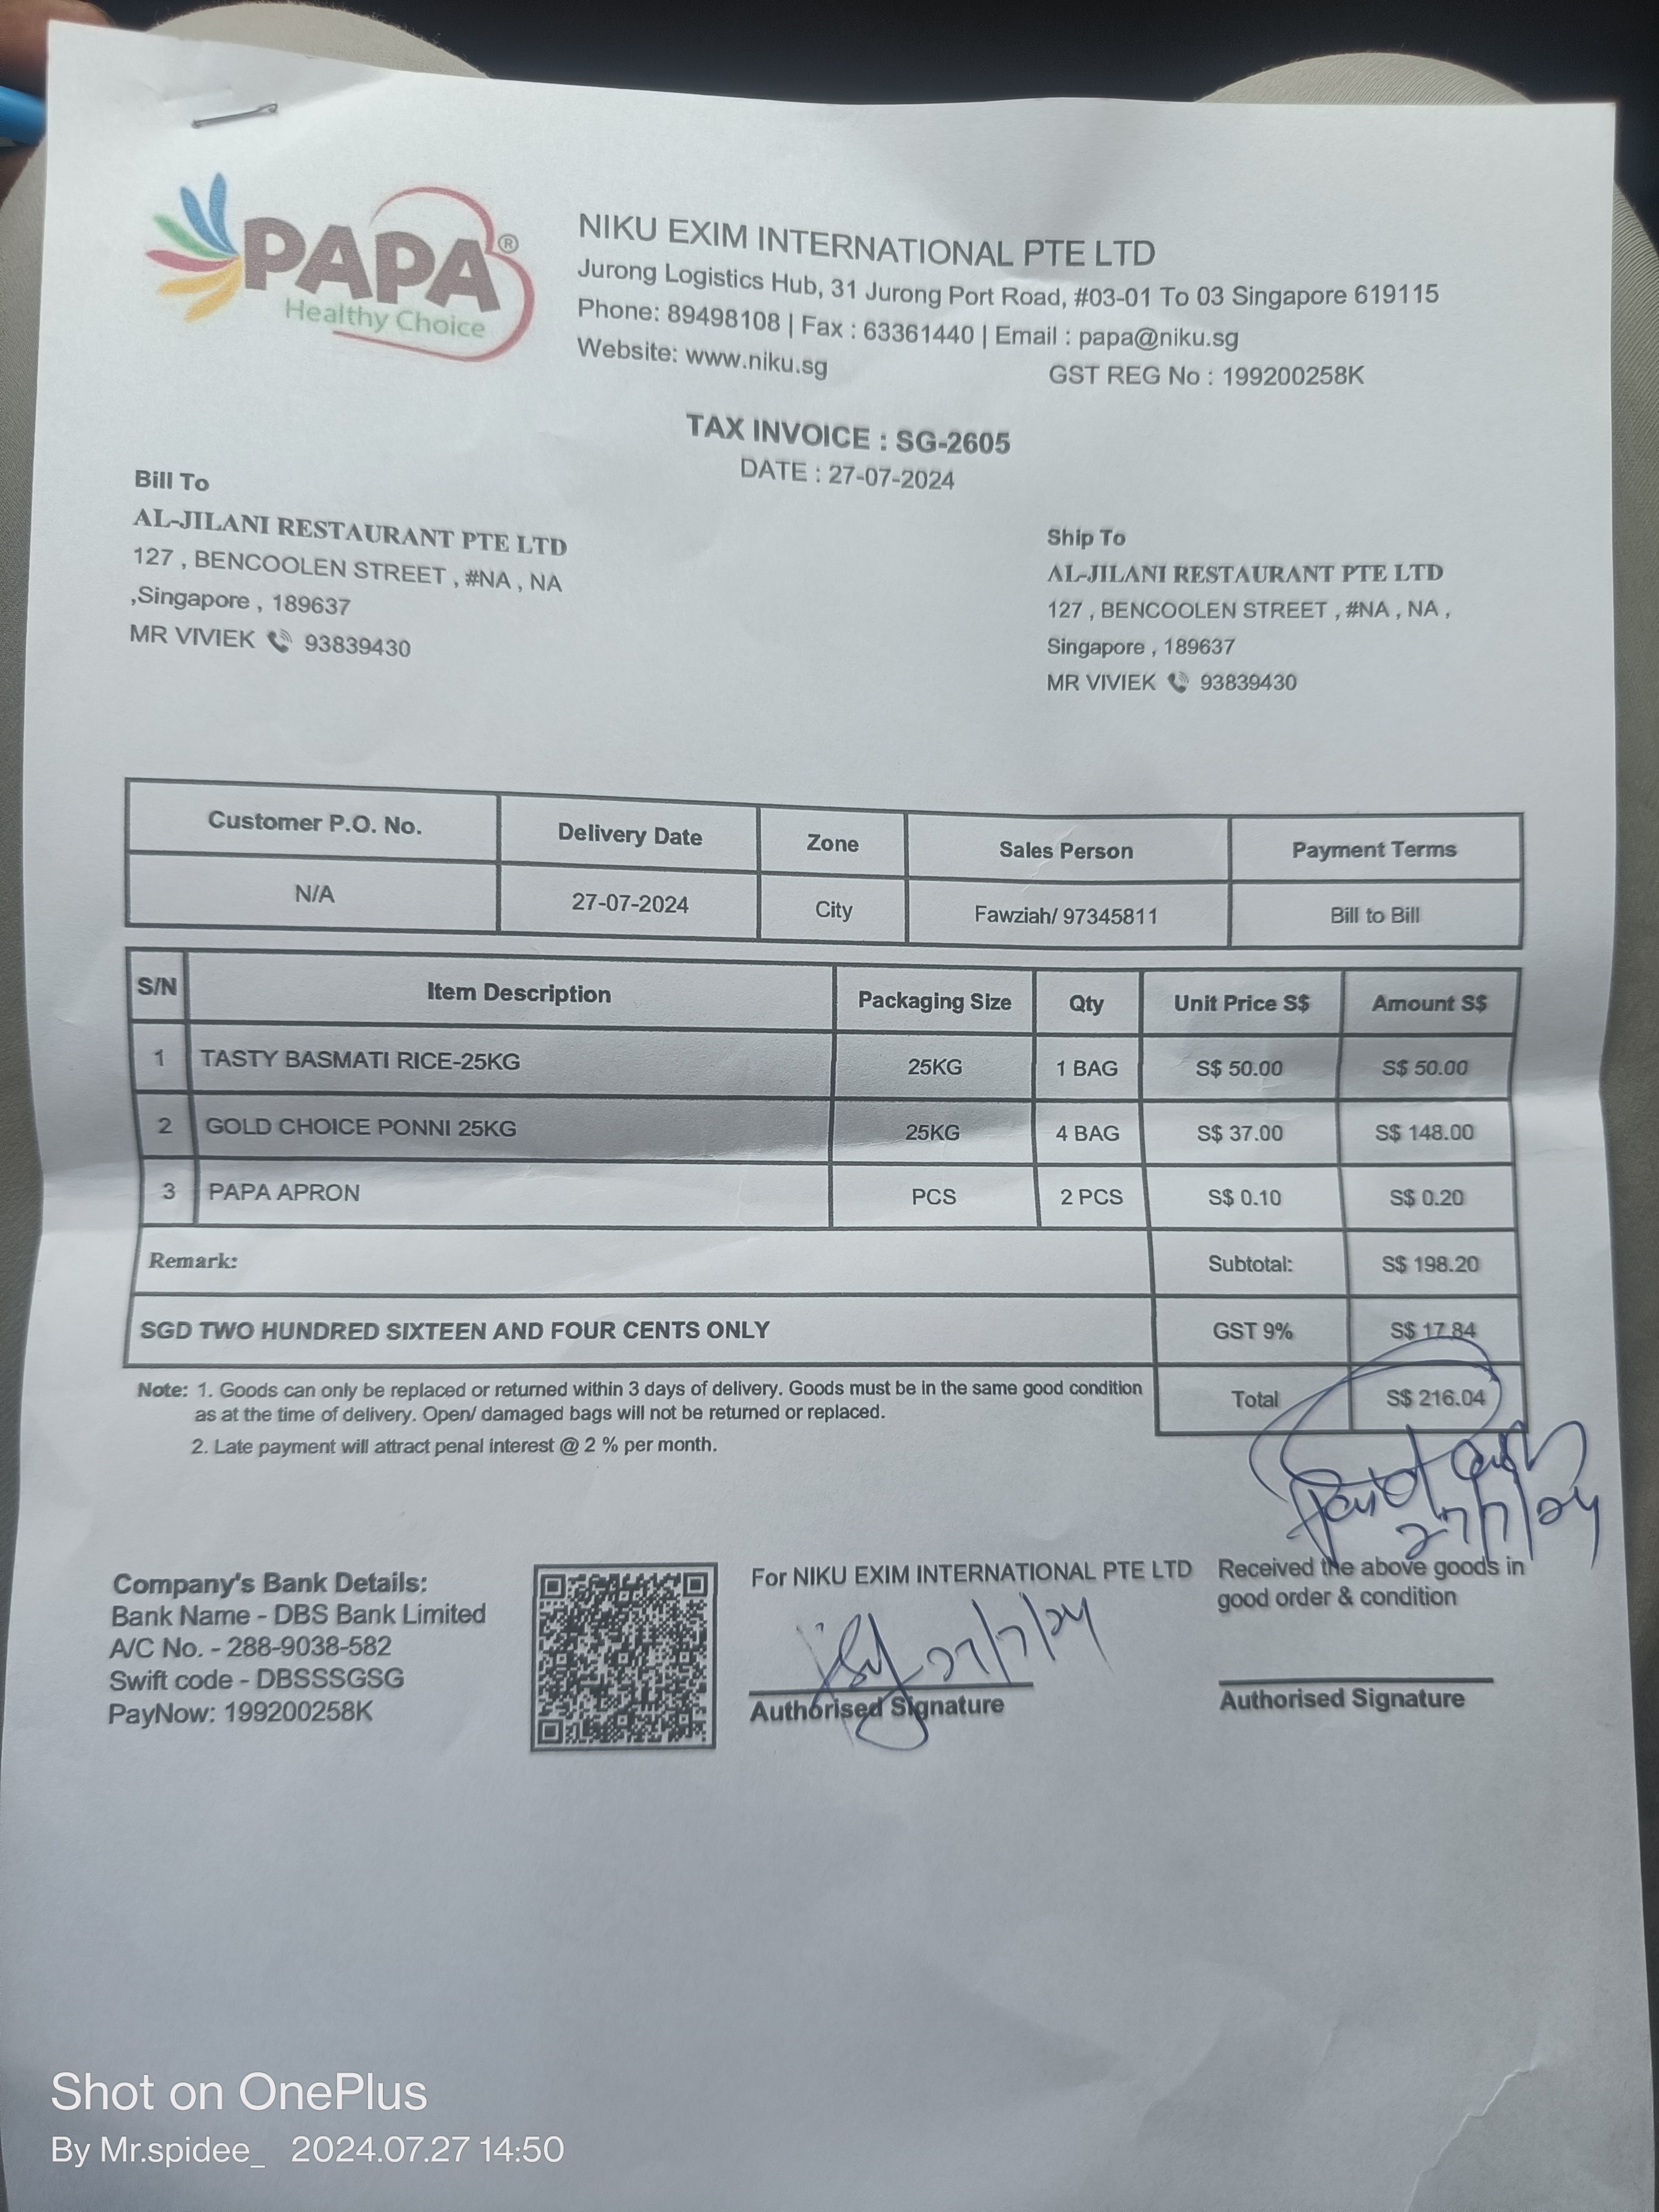 PAPA®
Healthy Choice
NIKU EXIM INTERNATIONAL PTE LTD
Jurong Logistics Hub, 31 Jurong Port Road, #03-01 To 03 Singapore 619115
Phone: 89498108 | Fax : 63361440 | Email : papa@niku.sg
Website: www.niku.sg
GST REG No : 199200258K
TAX INVOICE : SG-2605
DATE : 27-07-2024
Bill To
AL-JILANI RESTAURANT PTE LTD
127 , BENCOOLEN STREET , #NA , NA
,Singapore , 189637
MR VIVIEK 93839430
Ship To
AL-JILANI RESTAURANT PTE LTD
127 , BENCOOLEN STREET , #NA , NA ,
Singapore , 189637
MR VIVIEK 93839430
Customer P.O. No. Delivery Date Zone Sales Person Payment Terms
N/A 27-07-2024 City Fawziah/ 97345811 Bill to Bill
S/N Item Description Packaging Size Qty Unit Price S$ Amount S$
1 TASTY BASMATI RICE-25KG 25KG 1 BAG S$ 50.00 S$ 50.00
2 GOLD CHOICE PONNI 25KG 25KG 4 BAG S$ 37.00 S$ 148.00
3 PAPA APRON PCS 2 PCS S$ 0.10 S$ 0.20
Remark: Subtotal: S$ 198.20
SGD TWO HUNDRED SIXTEEN AND FOUR CENTS ONLY GST 9% S$ 17.84
Total S$ 216.04
Note: 1. Goods can only be replaced or returned within 3 days of delivery. Goods must be in the same good condition
as at the time of delivery. Open/ damaged bags will not be returned or replaced.
2. Late payment will attract penal interest @ 2 % per month.
Paid Cash
27/7/24
Company's Bank Details:
Bank Name - DBS Bank Limited
A/C No. - 288-9038-582
Swift code - DBSSSGSG
PayNow: 199200258K
For NIKU EXIM INTERNATIONAL PTE LTD
27/7/24
Authorised Signature
Received the above goods in
good order & condition
Authorised Signature
Shot on OnePlus
By Mr.spidee_ 2024.07.27 14:50